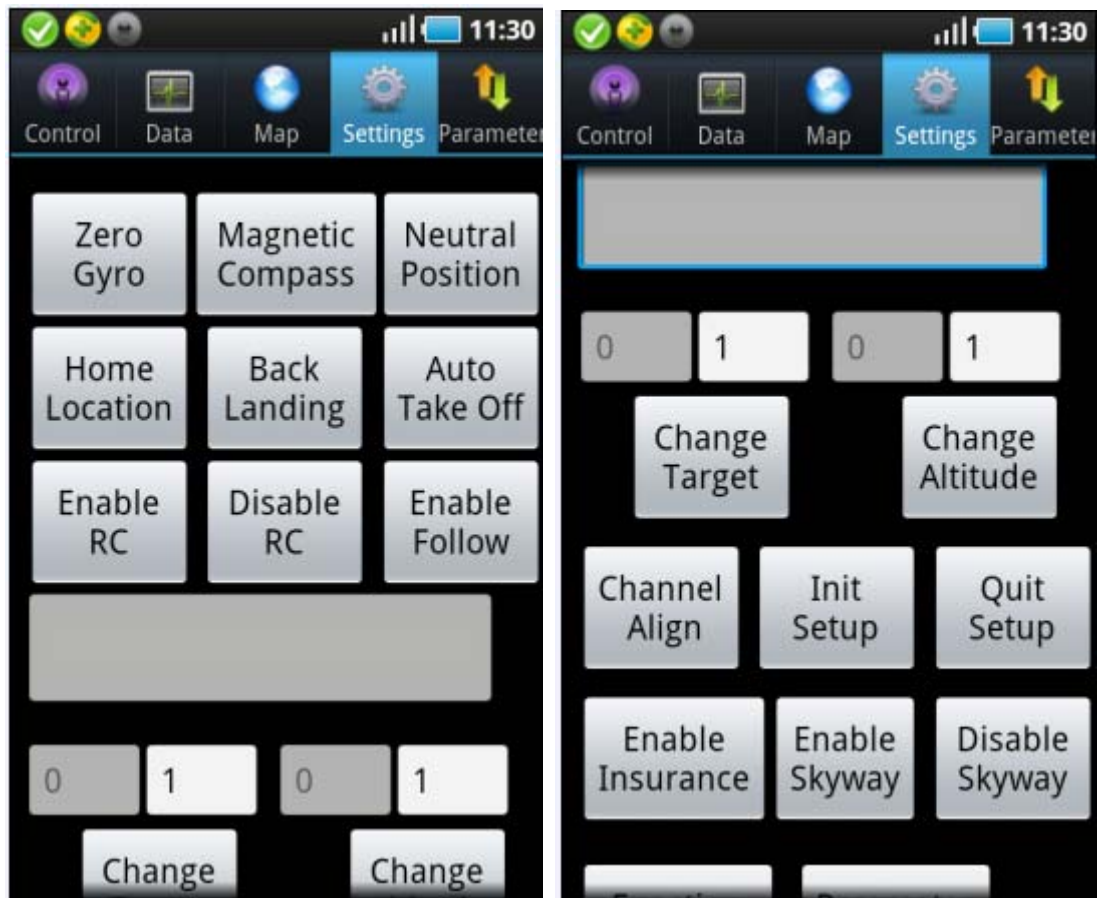 11:30
Control Data Map Settings Parameter
Zero Gyro
Magnetic Compass
Neutral Position
Home Location
Back Landing
Auto Take Off
Enable RC
Disable RC
Enable Follow
0 1 0 1
Change Change
11:30
Control Data Map Settings Parameter
0 1 0 1
Change Target
Change Altitude
Channel Align
Init Setup
Quit Setup
Enable Insurance
Enable Skyway
Disable Skyway